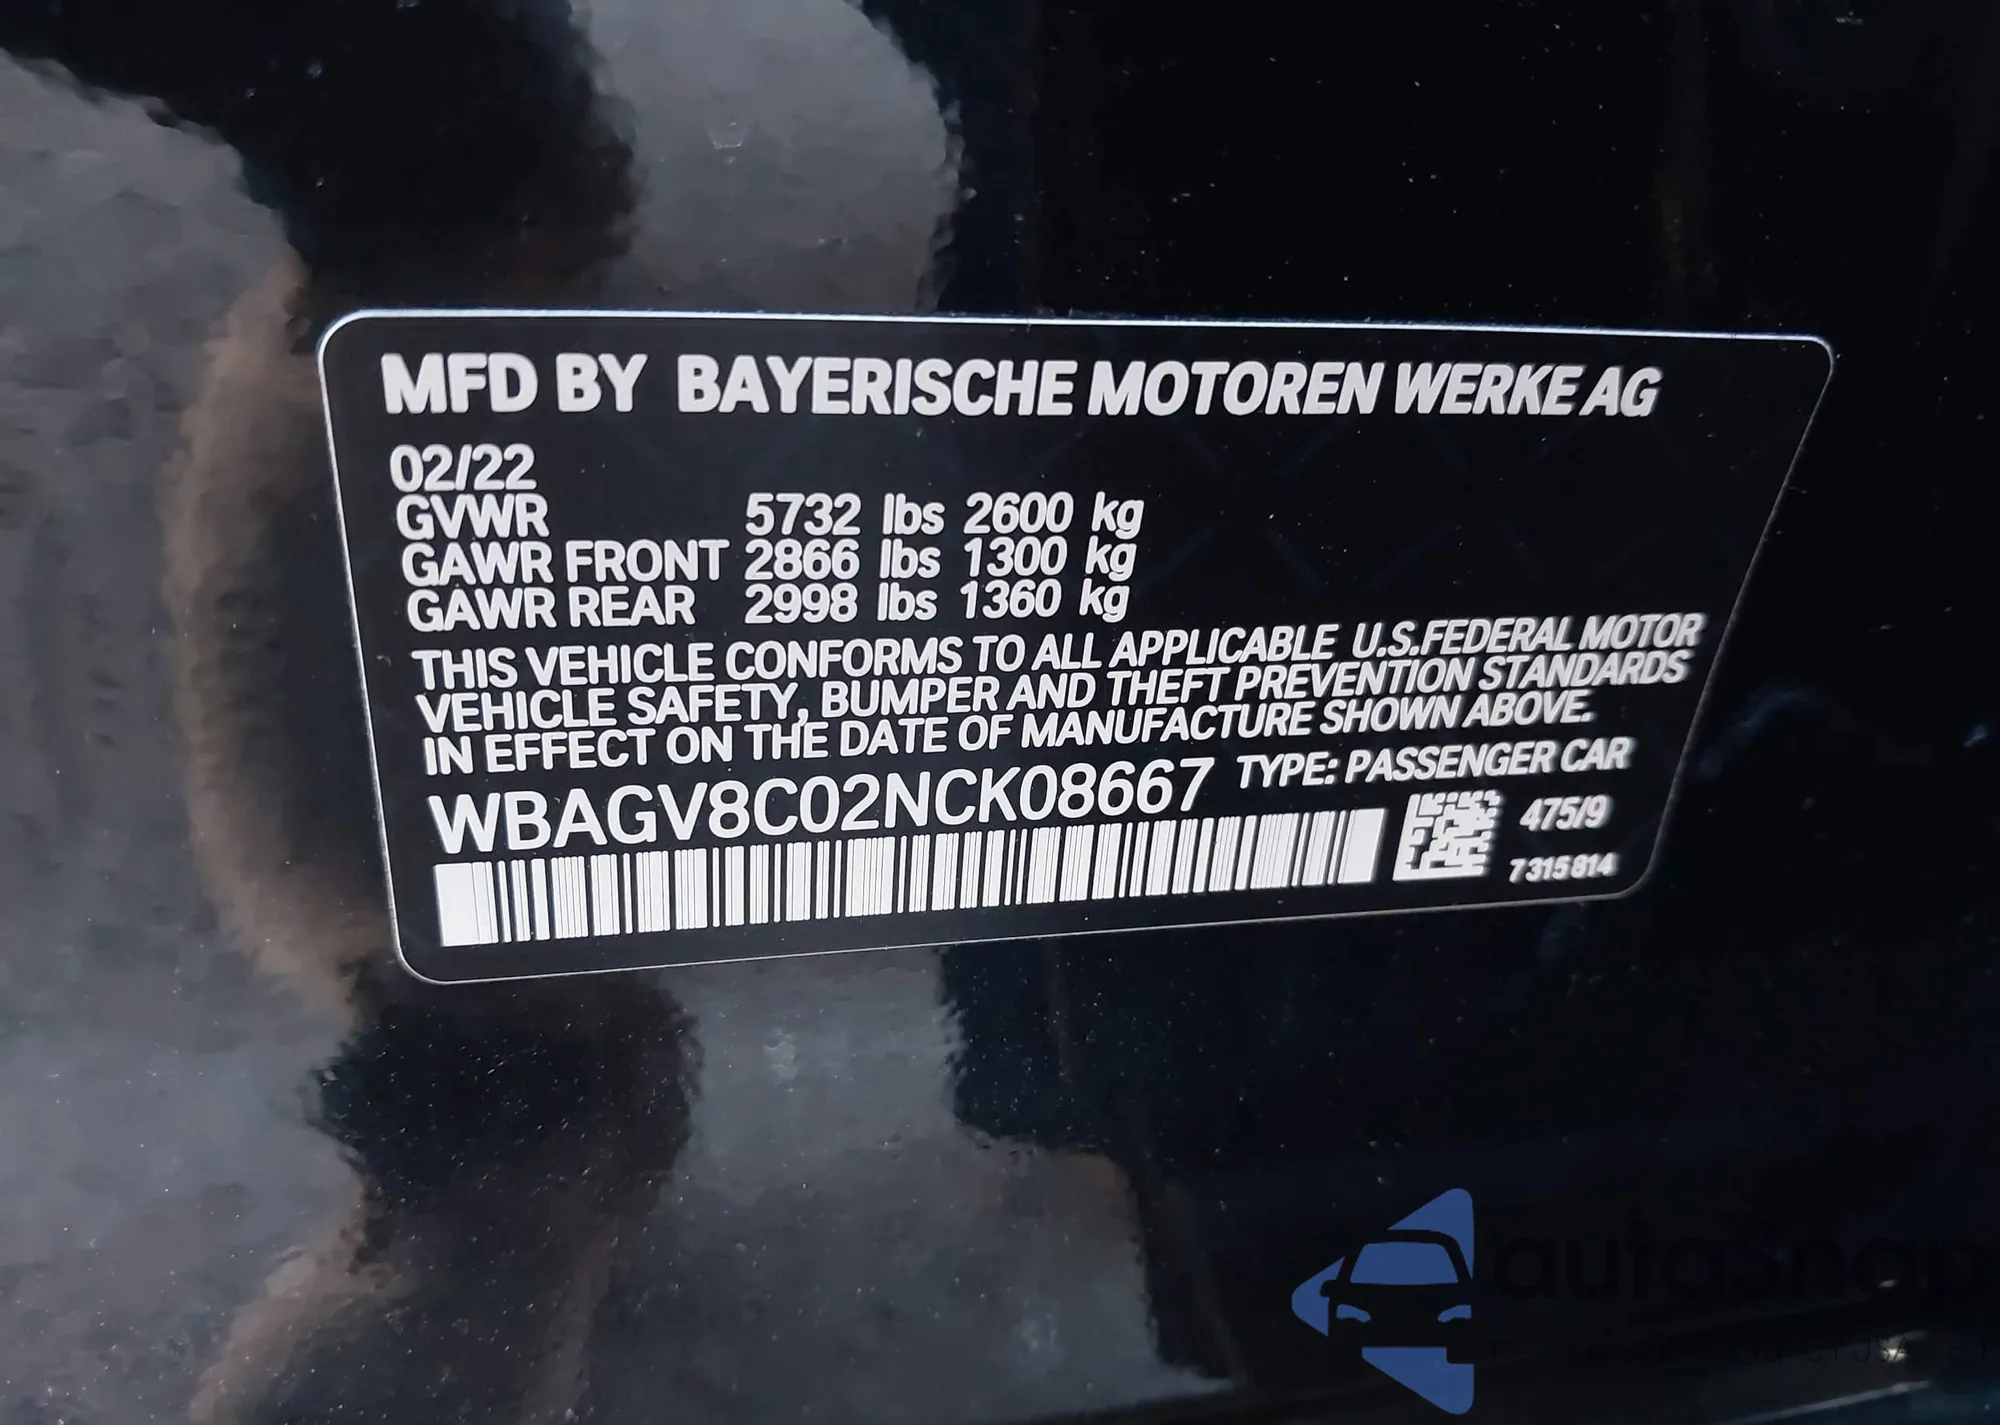 MFD BY BAYERISCHE MOTOREN WERKE AG
02/22
GVWR 5732 lbs 2600 kg
GAWR FRONT 2866 lbs 1300 kg
GAWR REAR 2998 lbs 1360 kg
THIS VEHICLE CONFORMS TO ALL APPLICABLE U.S.FEDERAL MOTOR
VEHICLE SAFETY, BUMPER AND THEFT PREVENTION STANDARDS
IN EFFECT ON THE DATE OF MANUFACTURE SHOWN ABOVE.
WBAGV8C02NCK08667 TYPE: PASSENGER CAR
475/9
7315814
autoSnap